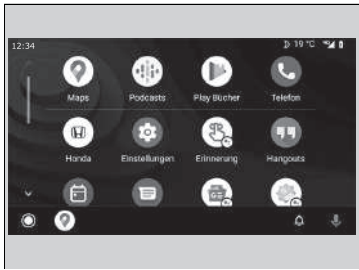 12:34 19 °C
Maps Podcasts Play Bücher Telefon
Honda Einstellungen Erinnerung Hangouts